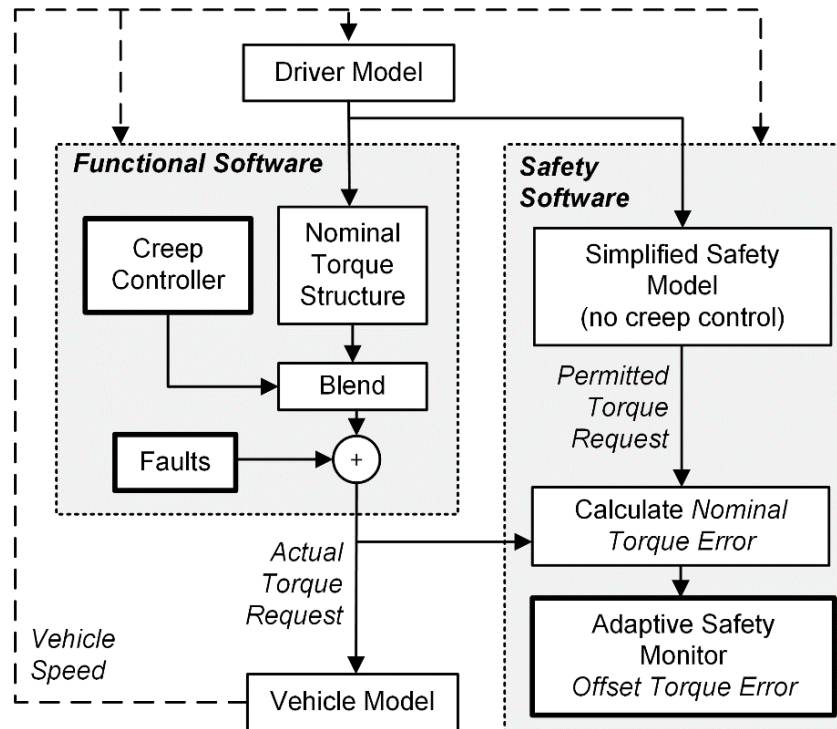 Driver Model
Functional Software
Creep
Controller
Nominal
Torque
Structure
Blend
Faults
+
Actual
Torque
Request
Vehicle
Speed
Vehicle Model
Safety
Software
Simplified Safety
Model
(no creep control)
Permitted
Torque
Request
Calculate Nominal
Torque Error
Adaptive Safety
Monitor
Offset Torque Error